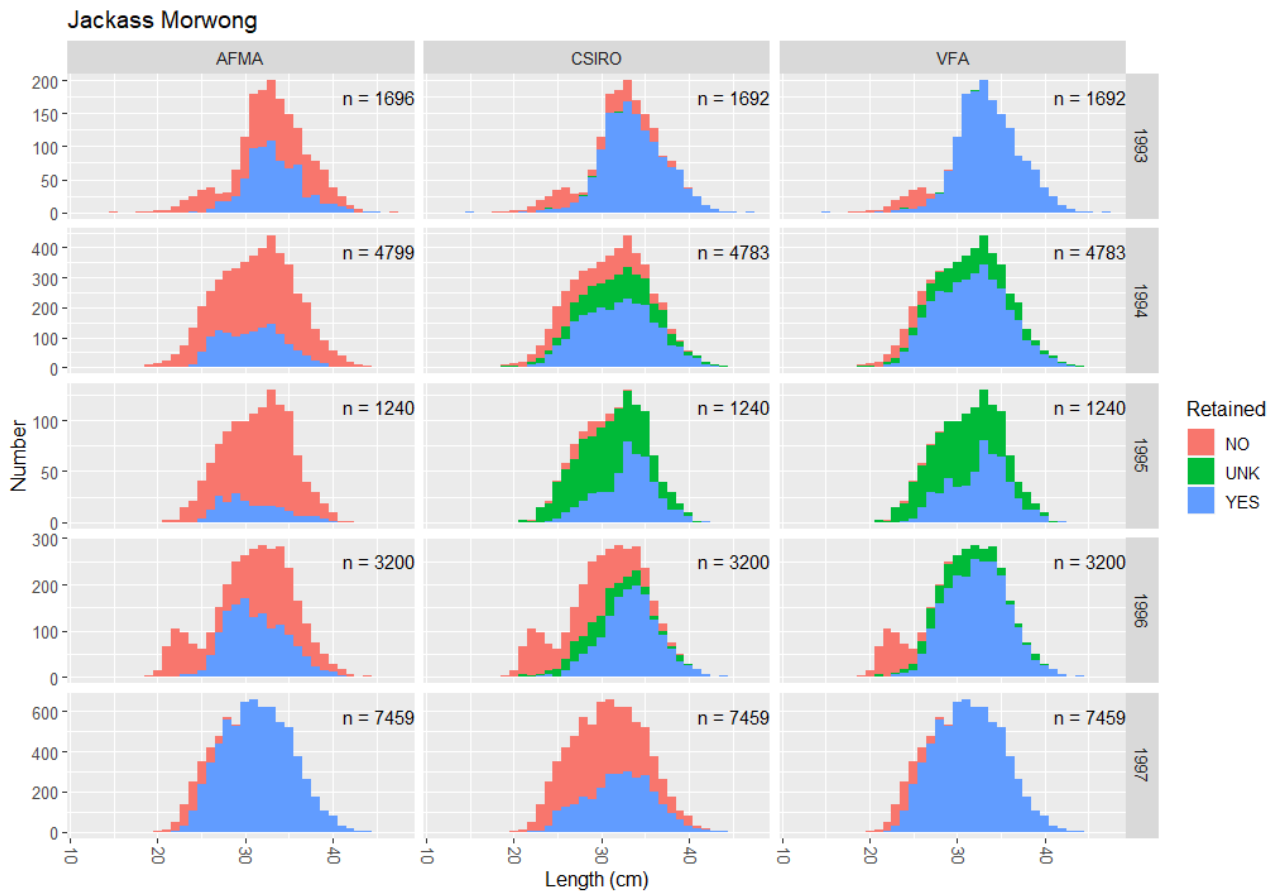 Jackass Morwong
AFMA CSIRO VFA
200
150
100
50
0
n = 1696 n = 1692 n = 1692
1993
400
300
200
100
0
n = 4799 n = 4783 n = 4783
1994
100
50
0
n = 1240 n = 1240 n = 1240
1995
300
200
100
0
n = 3200 n = 3200 n = 3200
1996
600
400
200
0
n = 7459 n = 7459 n = 7459
1997
Number
10 20 30 40 10 20 30 40 10 20 30 40
Length (cm)
Retained
NO
UNK
YES